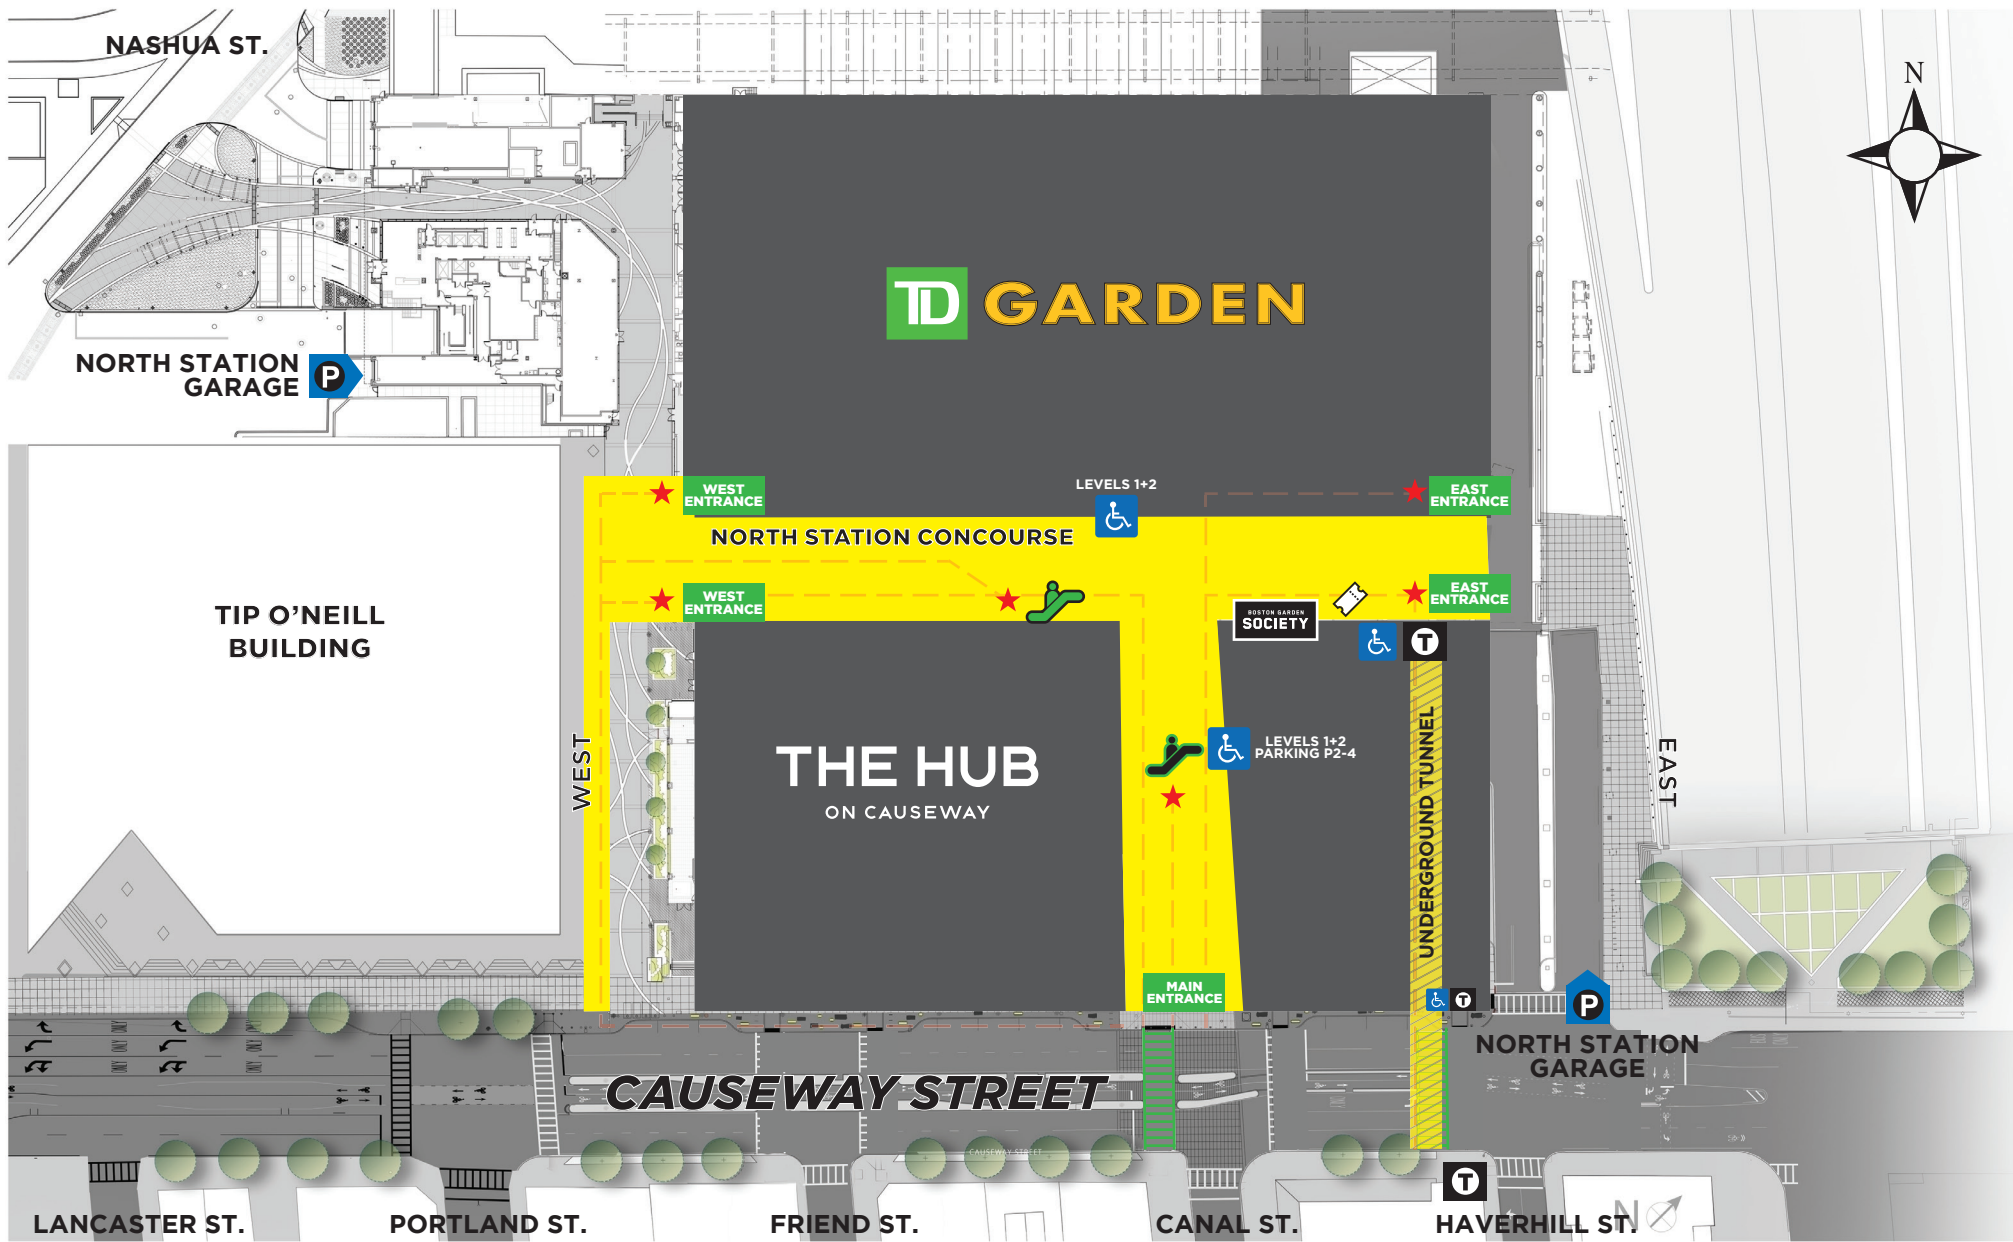 NASHUA ST.
N
TD GARDEN
NORTH STATION
GARAGE
P
WEST
ENTRANCE
LEVELS 1+2
EAST
ENTRANCE
NORTH STATION CONCOURSE
WEST
ENTRANCE
EAST
ENTRANCE
BOSTON GARDEN
SOCIETY
T
TIP O'NEILL
BUILDING
THE HUB
ON CAUSEWAY
LEVELS 1+2
PARKING P2-4
WEST
UNDERGROUND TUNNEL
EAST
MAIN
ENTRANCE
T
P
NORTH STATION
GARAGE
CAUSEWAY STREET
CAUSEWAY STREET
T
LANCASTER ST.
PORTLAND ST.
FRIEND ST.
CANAL ST.
HAVERHILL ST.
N